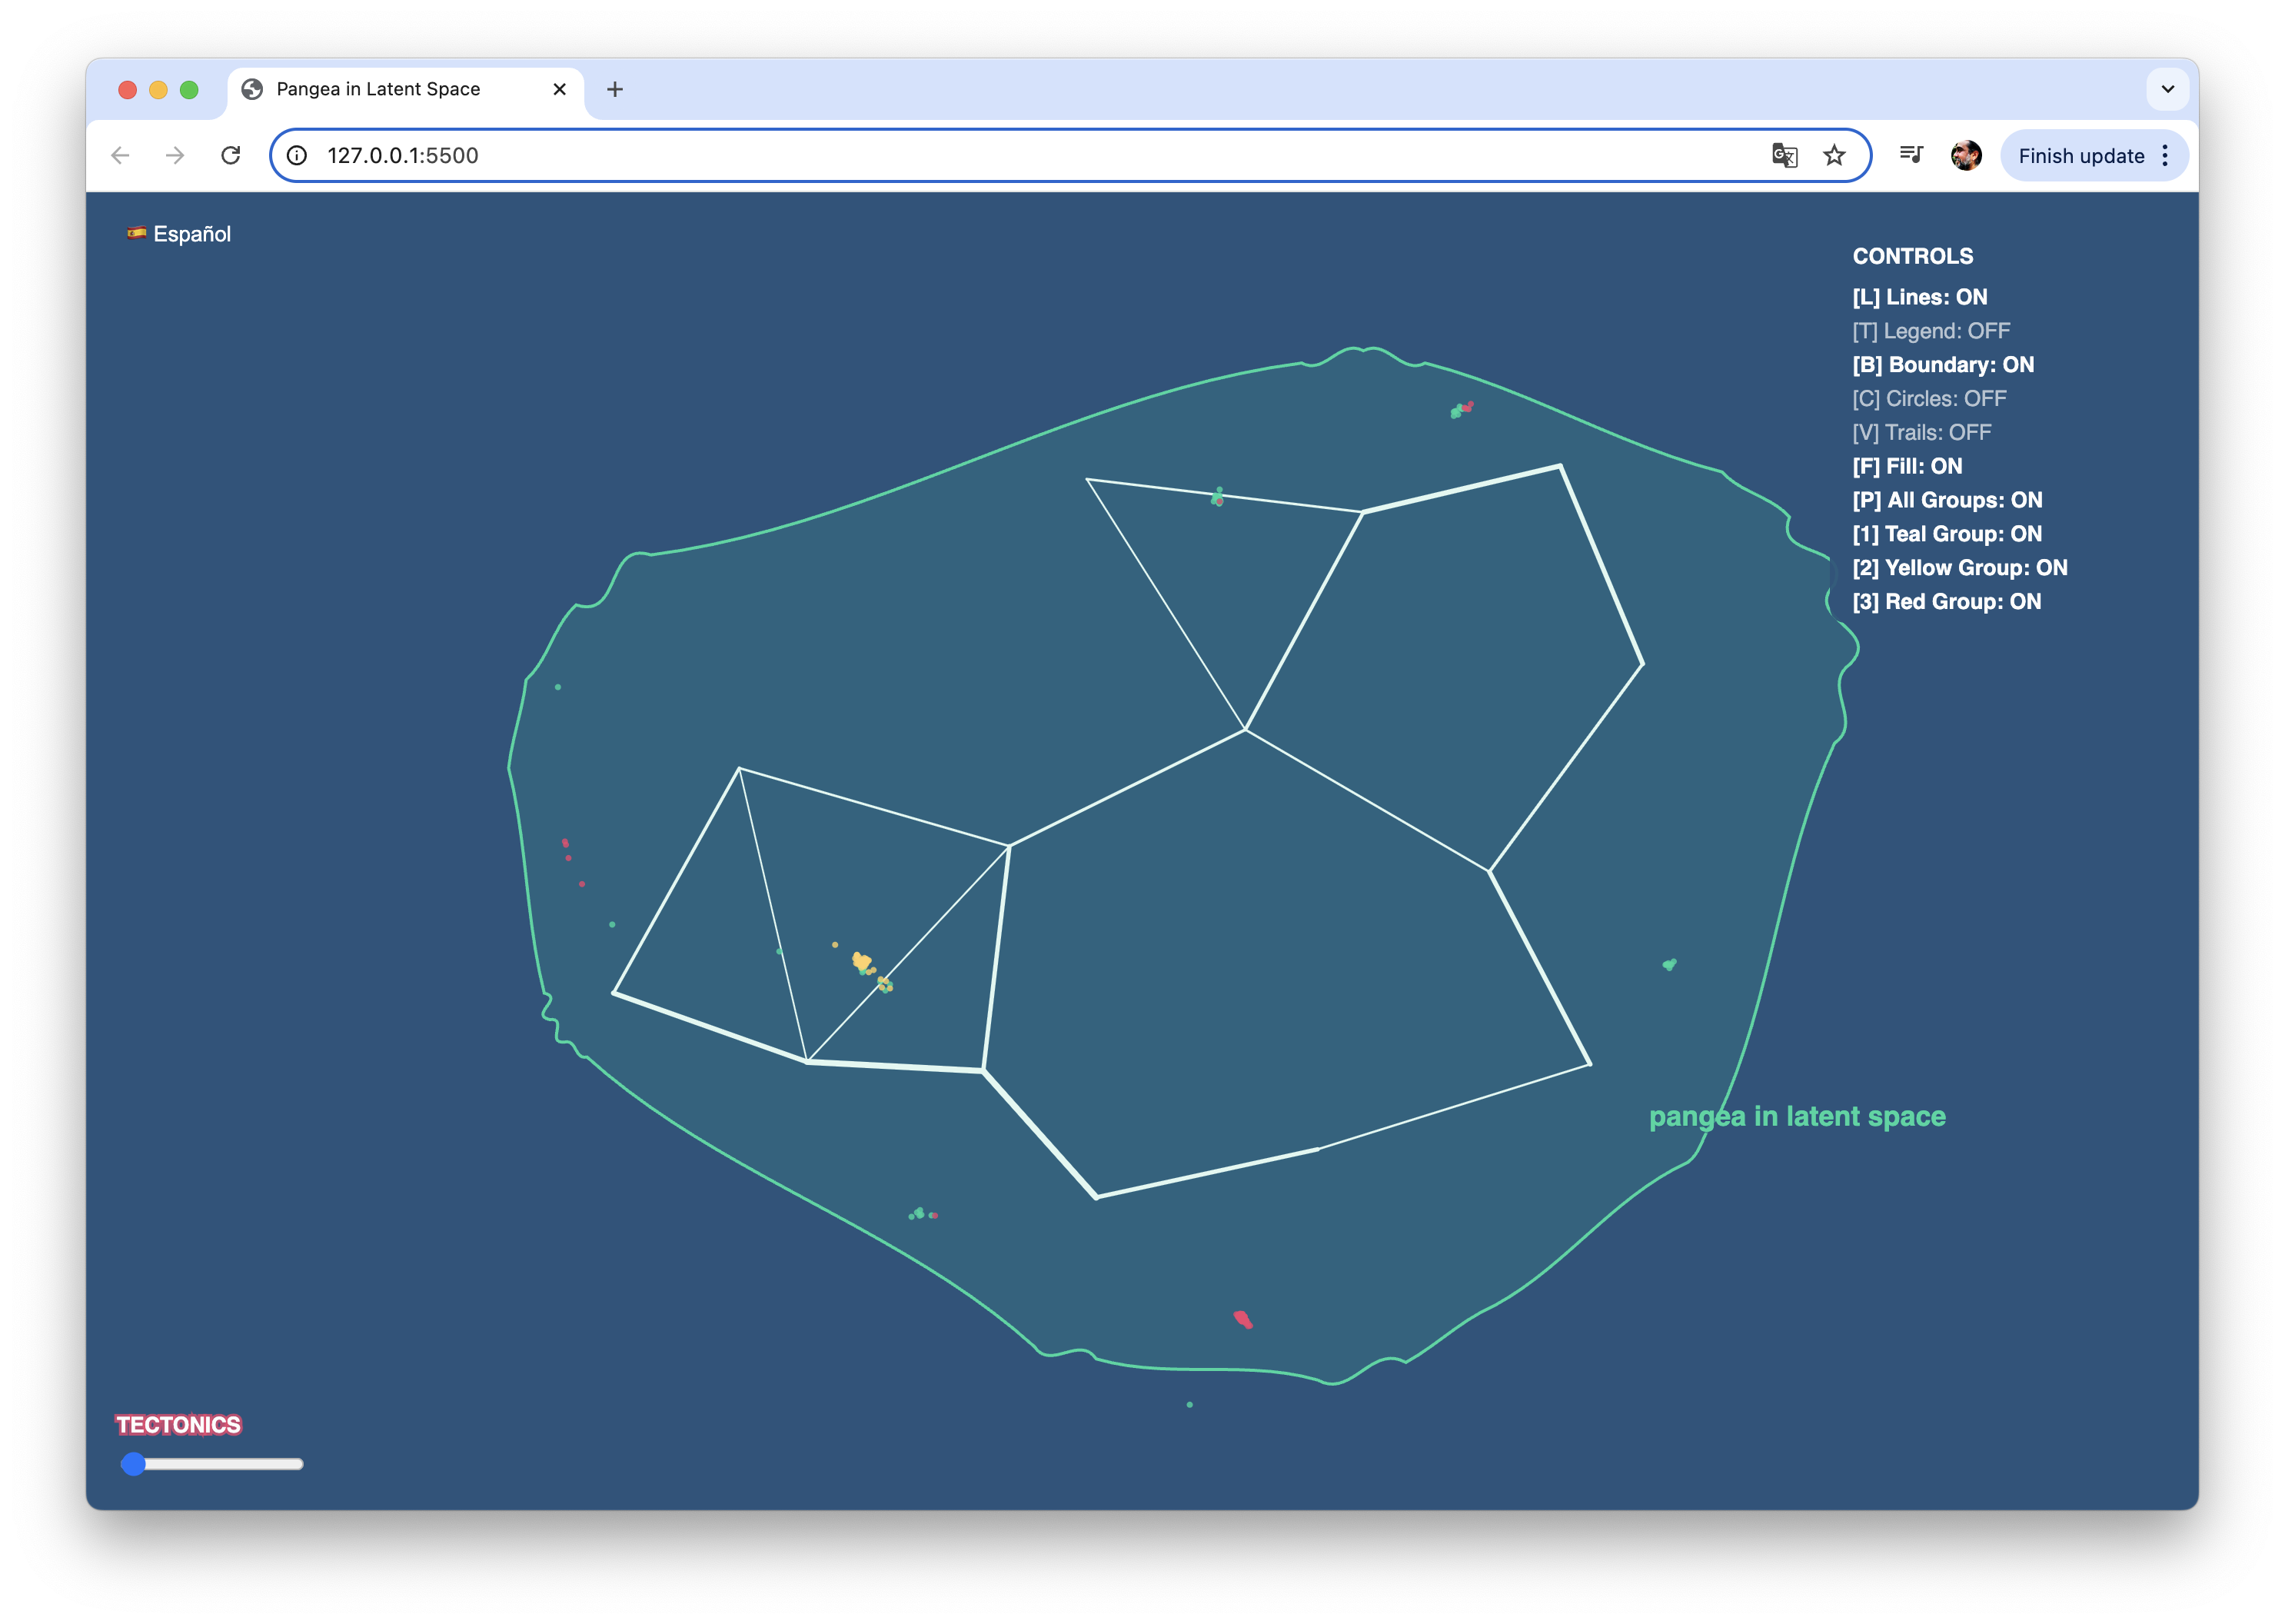 Pangea in Latent Space
127.0.0.1:5500
Finish update
🇪🇸 Español
CONTROLS
[L] Lines: ON
[T] Legend: OFF
[B] Boundary: ON
[C] Circles: OFF
[V] Trails: OFF
[F] Fill: ON
[P] All Groups: ON
[1] Teal Group: ON
[2] Yellow Group: ON
[3] Red Group: ON
pangea in latent space
TECTONICS